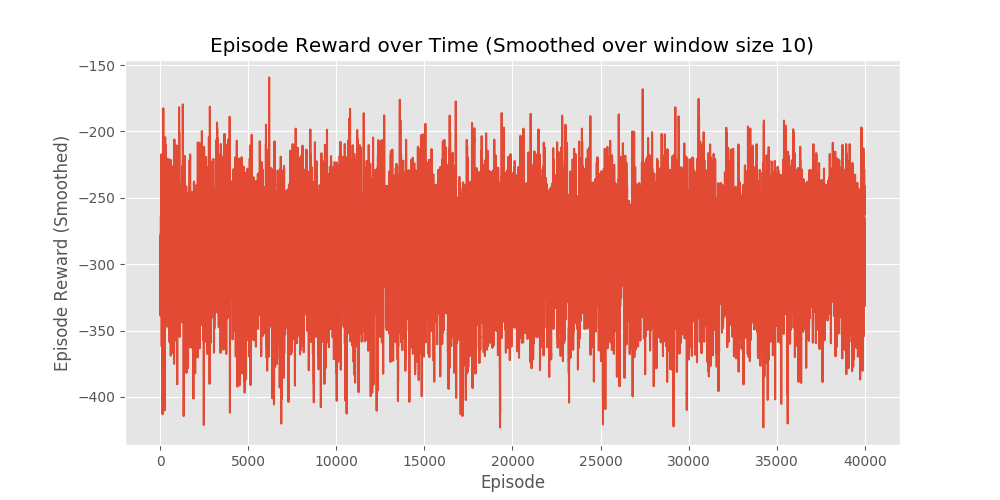 Episode Reward over Time (Smoothed over window size 10)
Episode Reward (Smoothed)
−150
−200
−250
−300
−350
−400
0 5000 10000 15000 20000 25000 30000 35000 40000
Episode